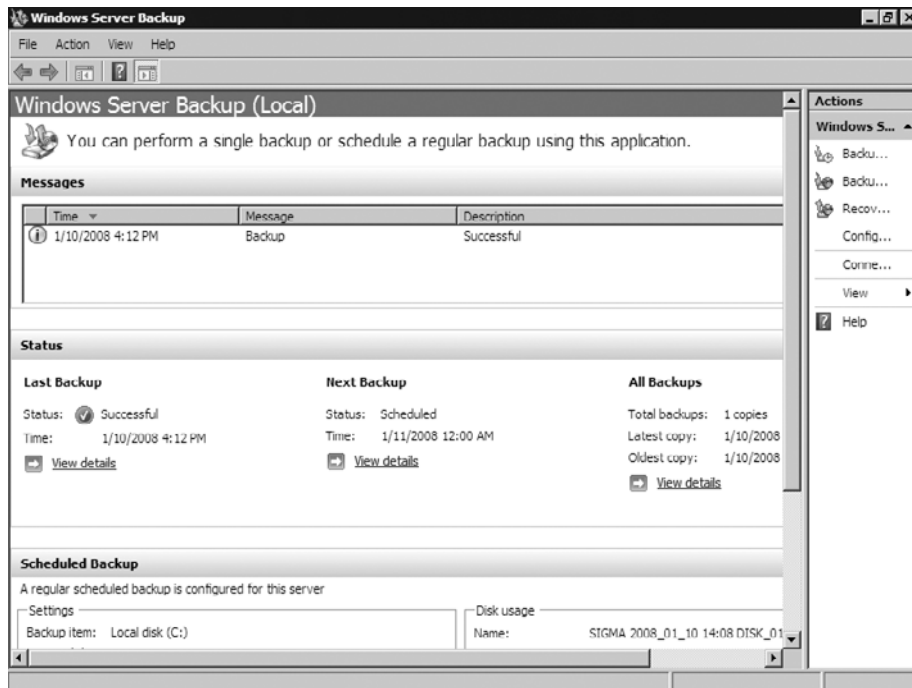 Windows Server Backup
File Action View Help
Windows Server Backup (Local)
You can perform a single backup or schedule a regular backup using this application.
Messages
Time Message Description
1/10/2008 4:12 PM Backup Successful
Status
Last Backup Next Backup All Backups
Status: Successful Status: Scheduled Total backups: 1 copies
Time: 1/10/2008 4:12 PM Time: 1/11/2008 12:00 AM Latest copy: 1/10/2008
View details View details Oldest copy: 1/10/2008
View details
Scheduled Backup
A regular scheduled backup is configured for this server
Settings Disk usage
Backup item: Local disk (C:) Name: SIGMA 2008_01_10 14:08 DISK_01
Actions
Windows S...
Backu...
Backu...
Recov...
Config...
Conne...
View
Help